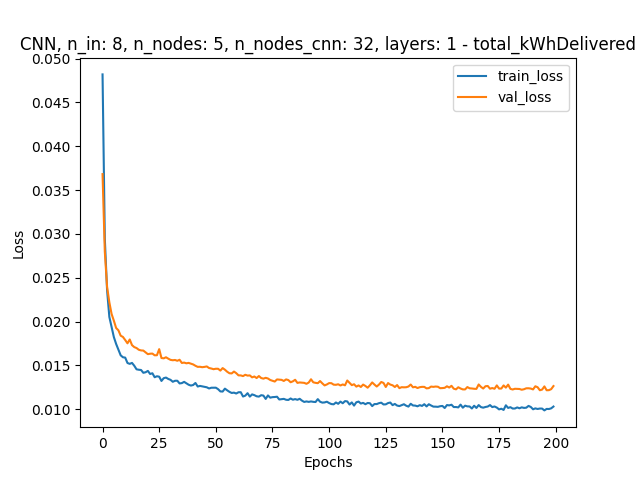 CNN, n_in: 8, n_nodes: 5, n_nodes_cnn: 32, layers: 1 - total_kWhDelivered
0.050
0.045
0.040
0.035
0.030
0.025
0.020
0.015
0.010
Loss
train_loss
val_loss
0 25 50 75 100 125 150 175 200
Epochs